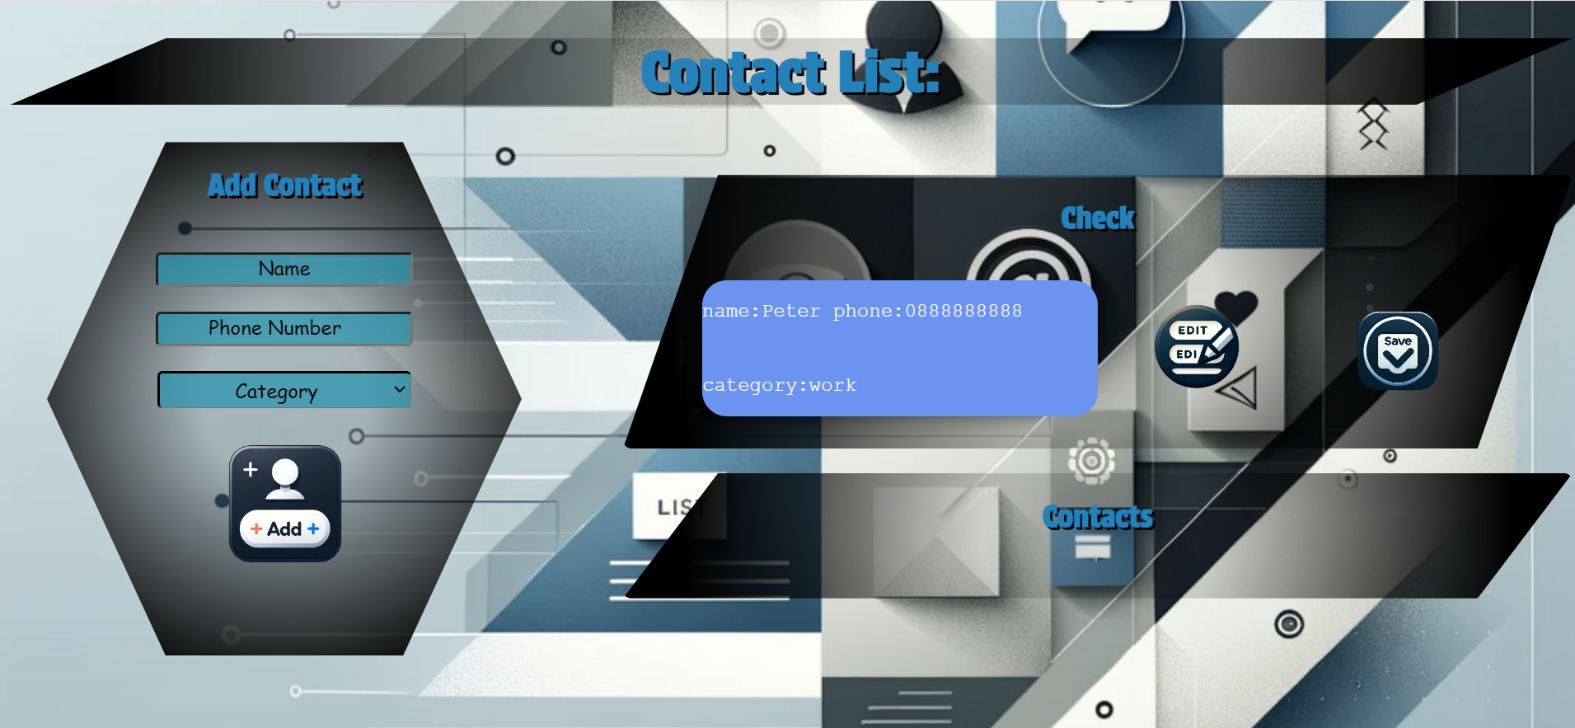 Contact List:
Add Contact
Name
Phone Number
Category
+
+ Add +
Check
name:Peter phone:0888888888
category:work
EDIT
EDI
Save
LIS
Contacts